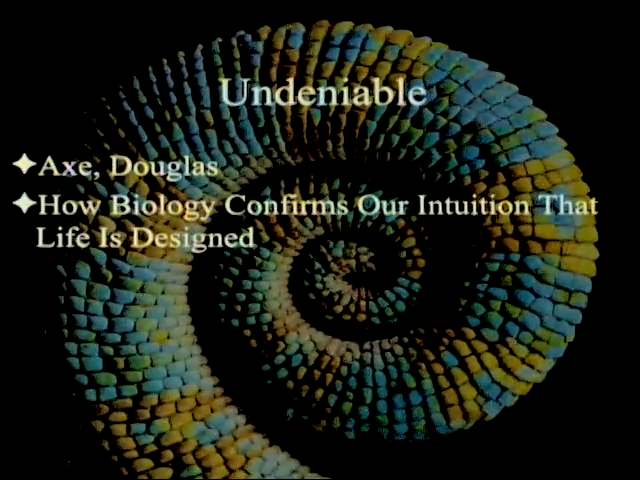 Undeniable
✦Axe, Douglas
✦How Biology Confirms Our Intuition That
Life Is Designed